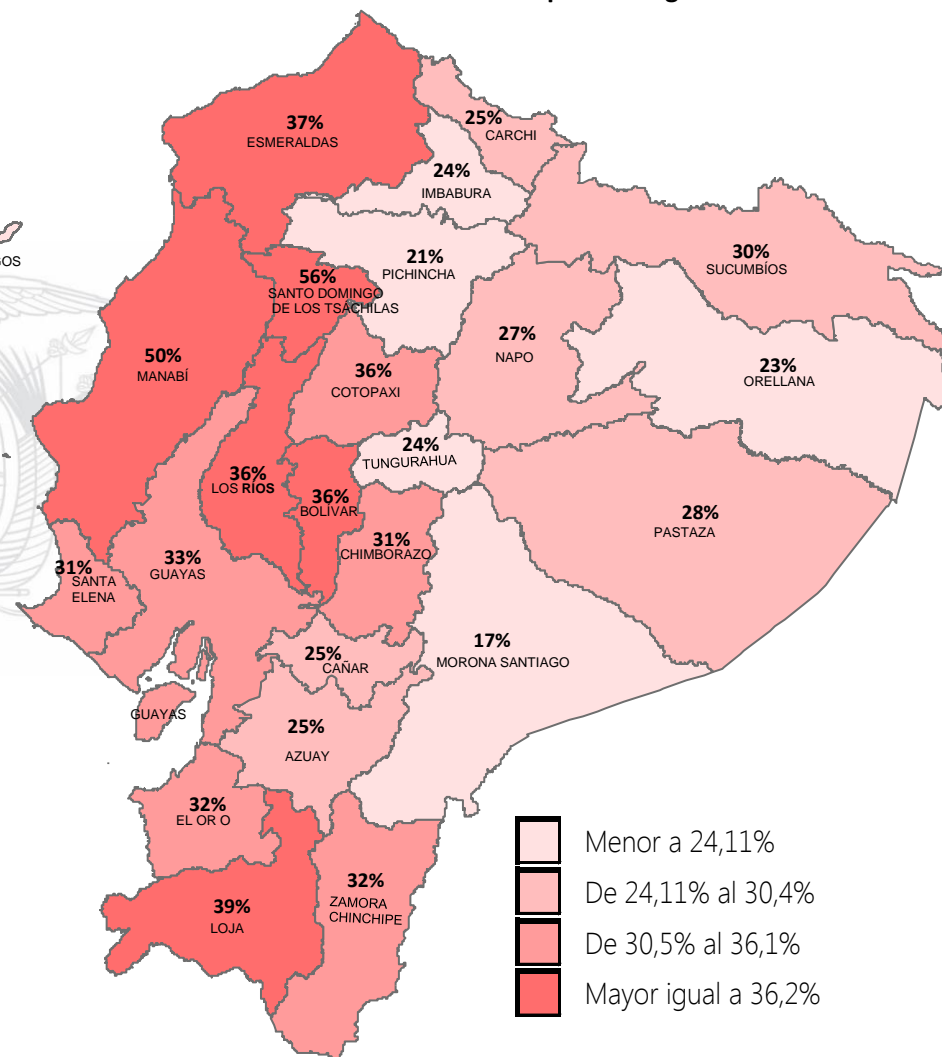 37%
ESMERALDAS
25%
CARCHI
24%
IMBABURA
21%
PICHINCHA
30%
SUCUMBÍOS
56%
SANTO DOMINGO
DE LOS TSÁCHILAS
27%
NAPO
50%
MANABÍ
36%
COTOPAXI
23%
ORELLANA
24%
TUNGURAHUA
36%
LOS RÍOS
36%
BOLÍVAR
28%
PASTAZA
31%
CHIMBORAZO
33%
GUAYAS
31%
SANTA
ELENA
17%
MORONA SANTIAGO
25%
CAÑAR
GUAYAS
25%
AZUAY
32%
EL OR O
32%
ZAMORA
CHINCHIPE
39%
LOJA
Menor a 24,11%
De 24,11% al 30,4%
De 30,5% al 36,1%
Mayor igual a 36,2%